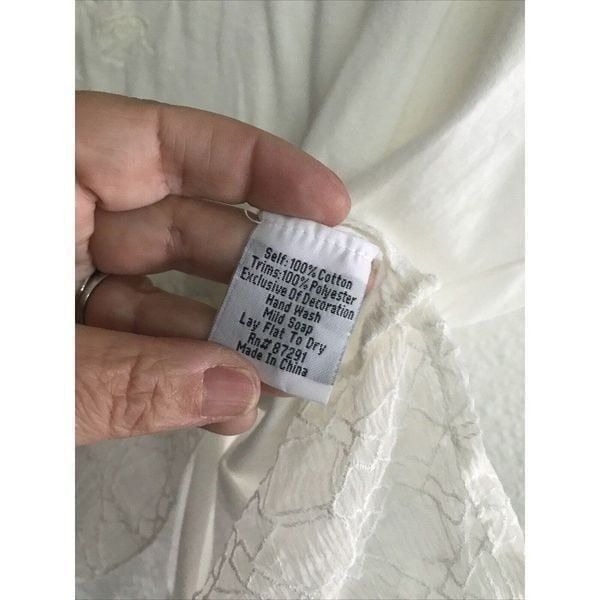 Self: 100% Cotton
Trims: 100% Polyester
Exclusive Of Decoration
Hand Wash
Mild Soap
Lay Flat To Dry
Rn# 87291
Made In China